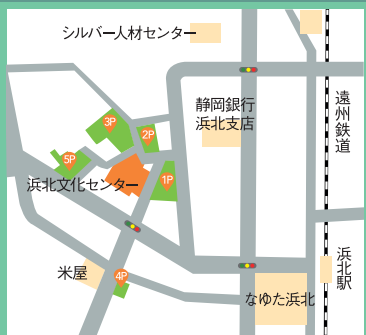 シルバー人材センター
静岡銀行
浜北支店
遠州鉄道
3P
2P
5P
1P
浜北文化センター
米屋
4P
浜北駅
なゆた浜北